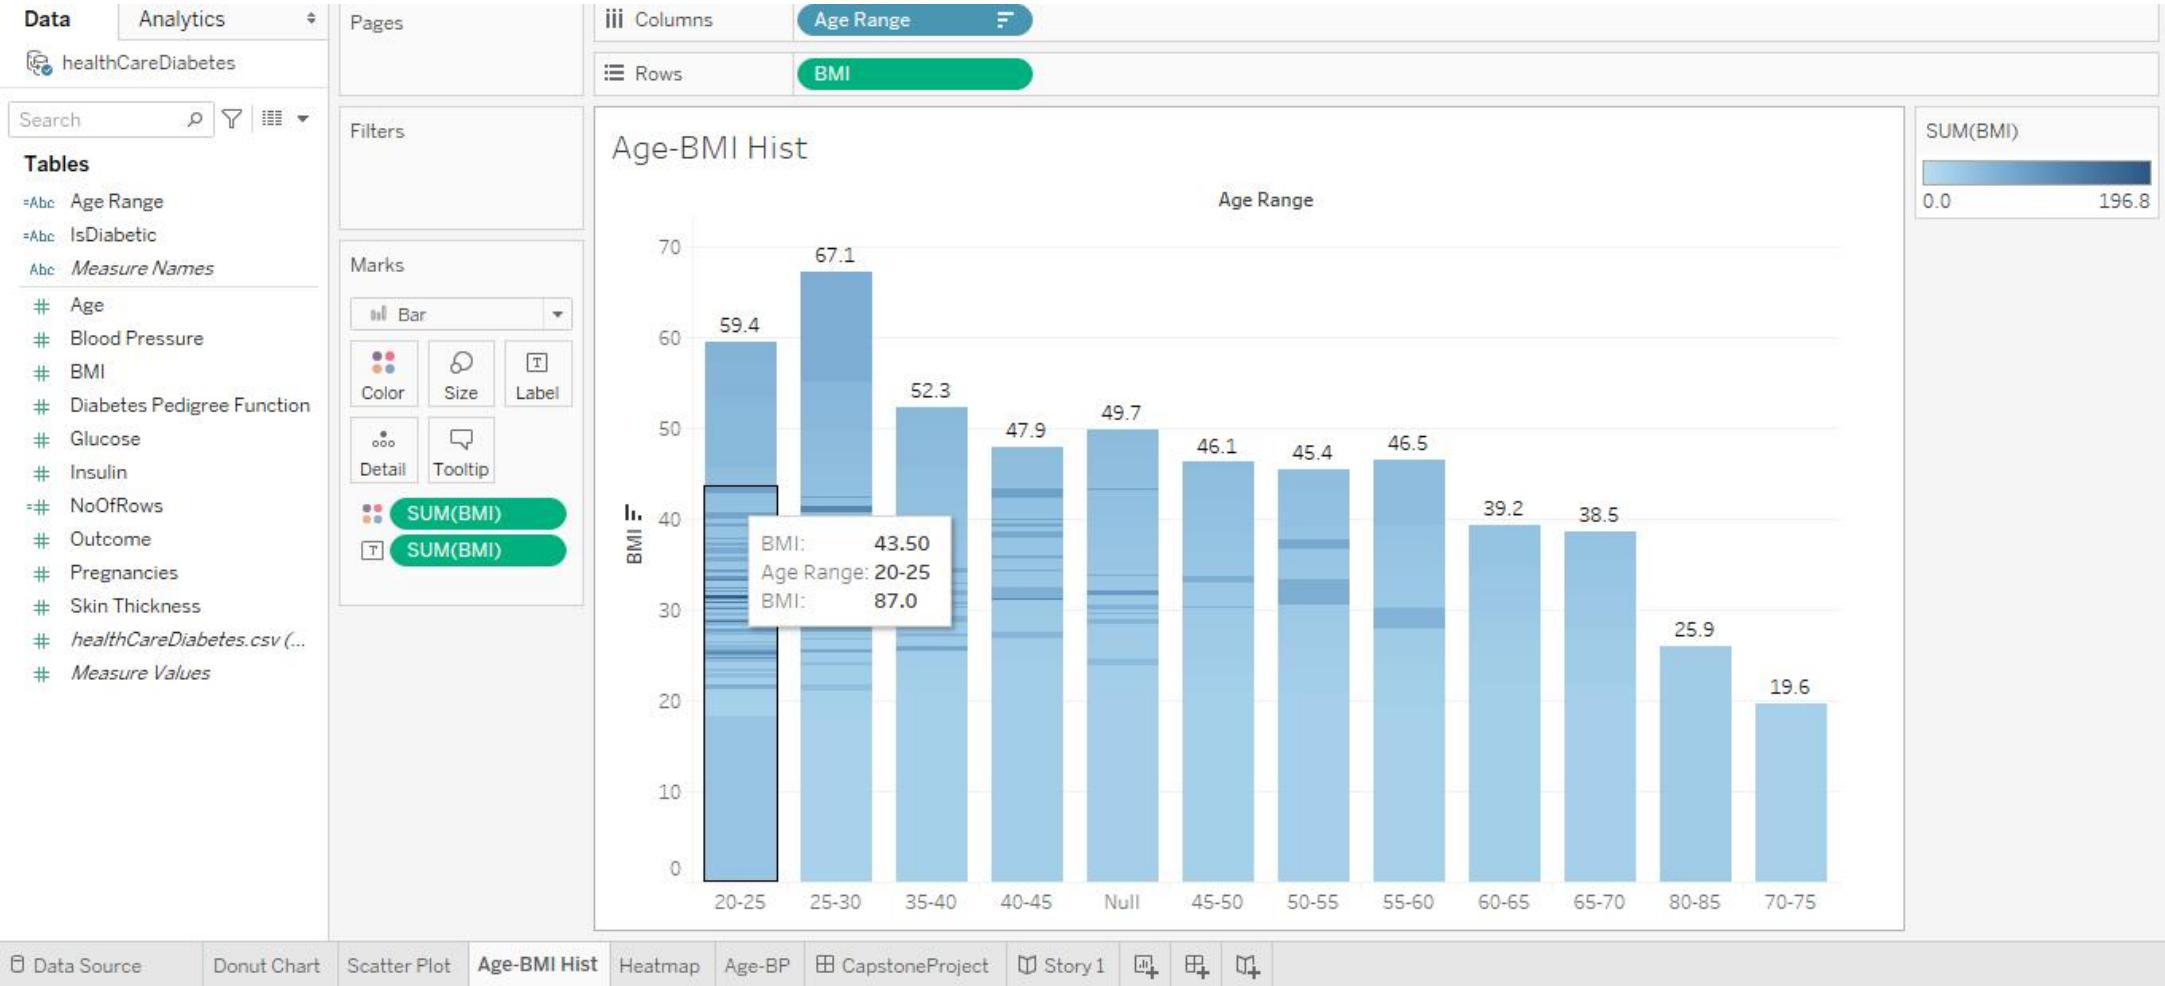 Data
Analytics
healthCareDiabetes
Search
Tables
=Abc Age Range
=Abc IsDiabetic
Abc Measure Names
# Age
# Blood Pressure
# BMI
# Diabetes Pedigree Function
# Glucose
# Insulin
=# NoOfRows
# Outcome
# Pregnancies
# Skin Thickness
# healthCareDiabetes.csv (...
# Measure Values
Pages
Filters
Marks
Bar
Color Size Label
Detail Tooltip
SUM(BMI)
T SUM(BMI)
Columns Age Range
Rows BMI
Age-BMI Hist
Age Range
BMI
70
60
50
40
30
20
10
0
59.4
67.1
52.3
47.9
49.7
46.1
45.4
46.5
39.2
38.5
25.9
19.6
BMI: 43.50
Age Range: 20-25
BMI: 87.0
20-25 25-30 35-40 40-45 Null 45-50 50-55 55-60 60-65 65-70 80-85 70-75
SUM(BMI)
0.0 196.8
Data Source Donut Chart Scatter Plot Age-BMI Hist Heatmap Age-BP CapstoneProject Story 1